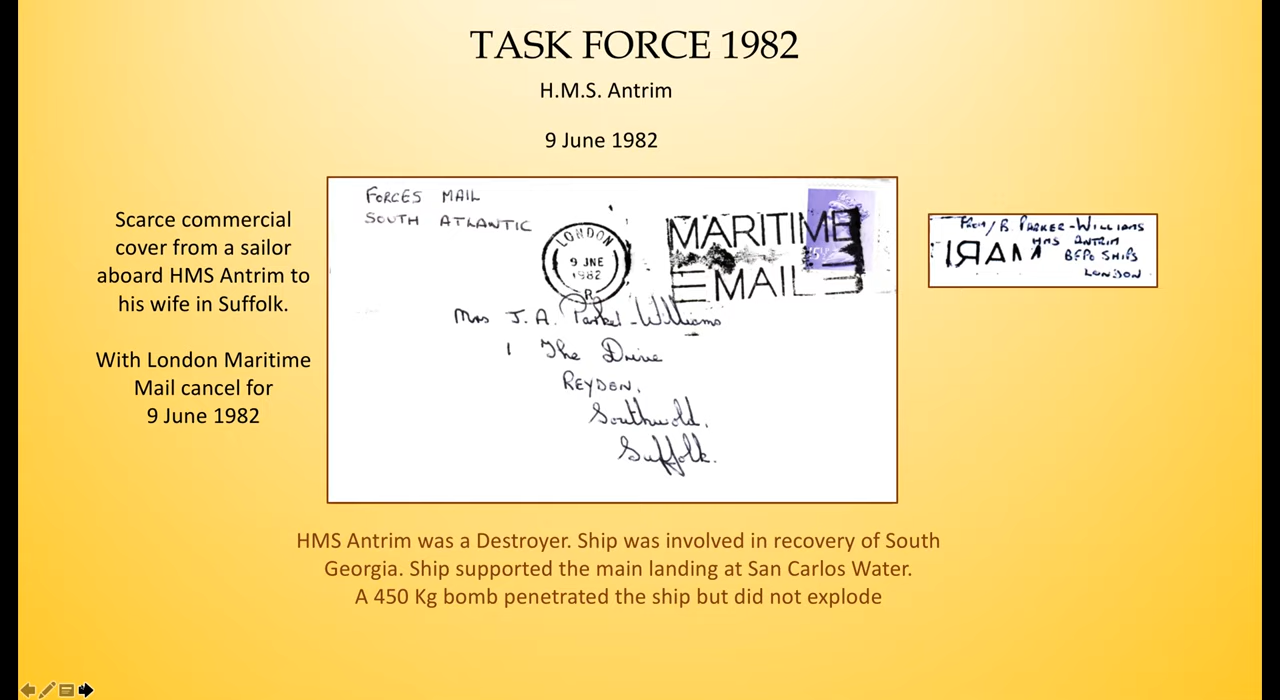 TASK FORCE 1982
H.M.S. Antrim
9 June 1982
Scarce commercial
cover from a sailor
aboard HMS Antrim to
his wife in Suffolk.
With London Maritime
Mail cancel for
9 June 1982
FORCES MAIL
SOUTH ATLANTIC
LONDON
9 JNE
1982
R
MARITIME
MAIL
Mrs J. A. Parker-Williams
1 The Drive
REYDON,
Southwold,
Suffolk.
From/B. PARKER-WILLIAMS
HMS ANTRIM
BFPO SHIPS
LONDON
HMS Antrim was a Destroyer. Ship was involved in recovery of South
Georgia. Ship supported the main landing at San Carlos Water.
A 450 Kg bomb penetrated the ship but did not explode